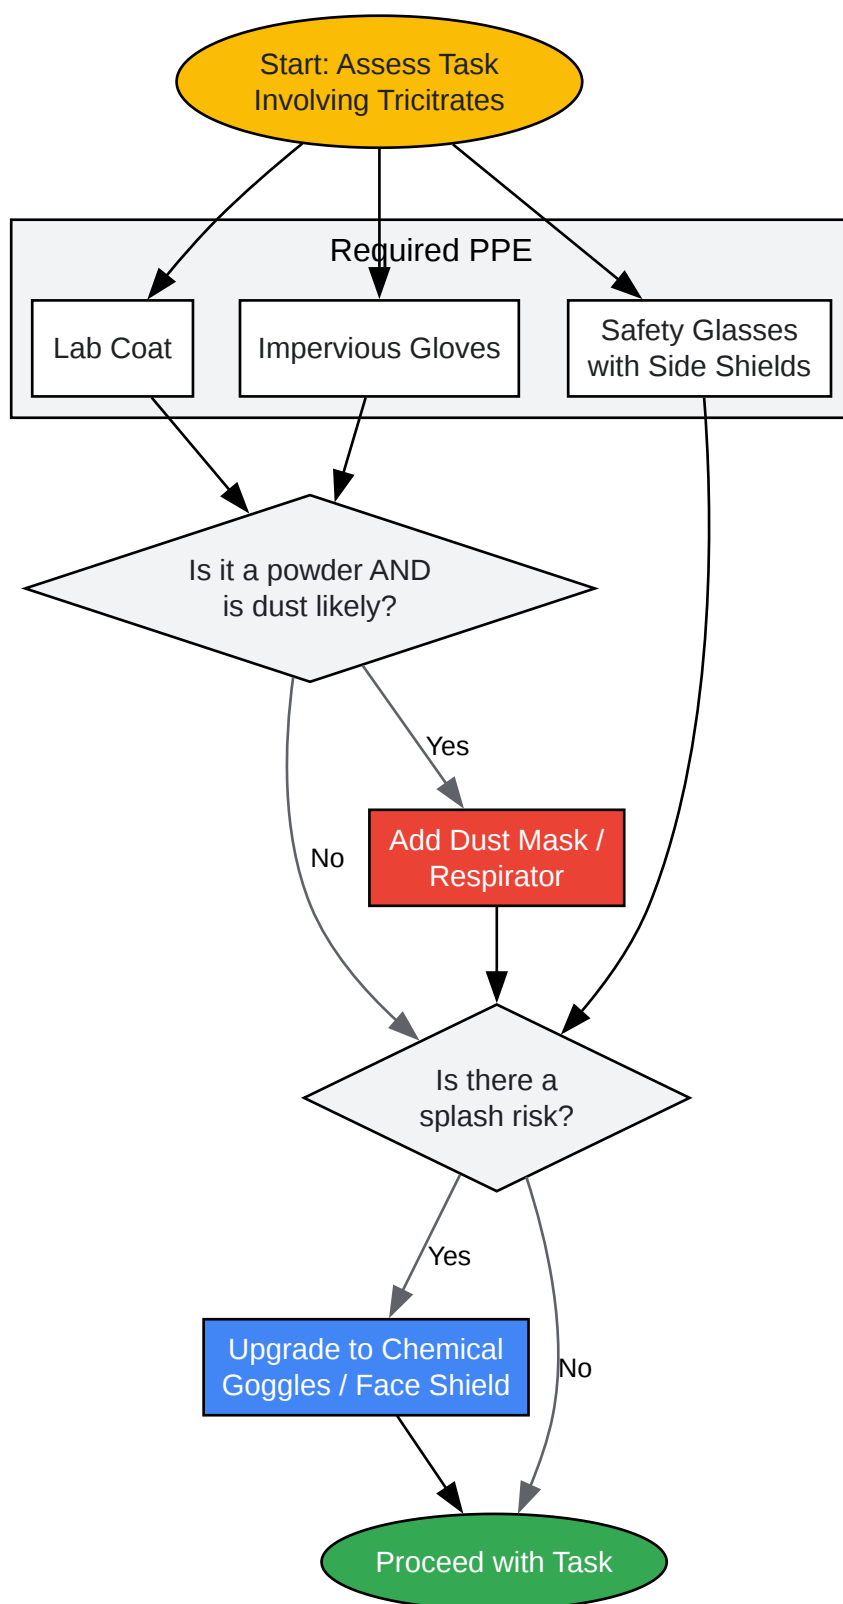 Start: Assess Task
Involving Tricitrates
Required PPE
Lab Coat
Impervious Gloves
Safety Glasses
with Side Shields
Is it a powder AND
is dust likely?
Yes
No
Add Dust Mask /
Respirator
Is there a
splash risk?
Yes
No
Upgrade to Chemical
Goggles / Face Shield
Proceed with Task